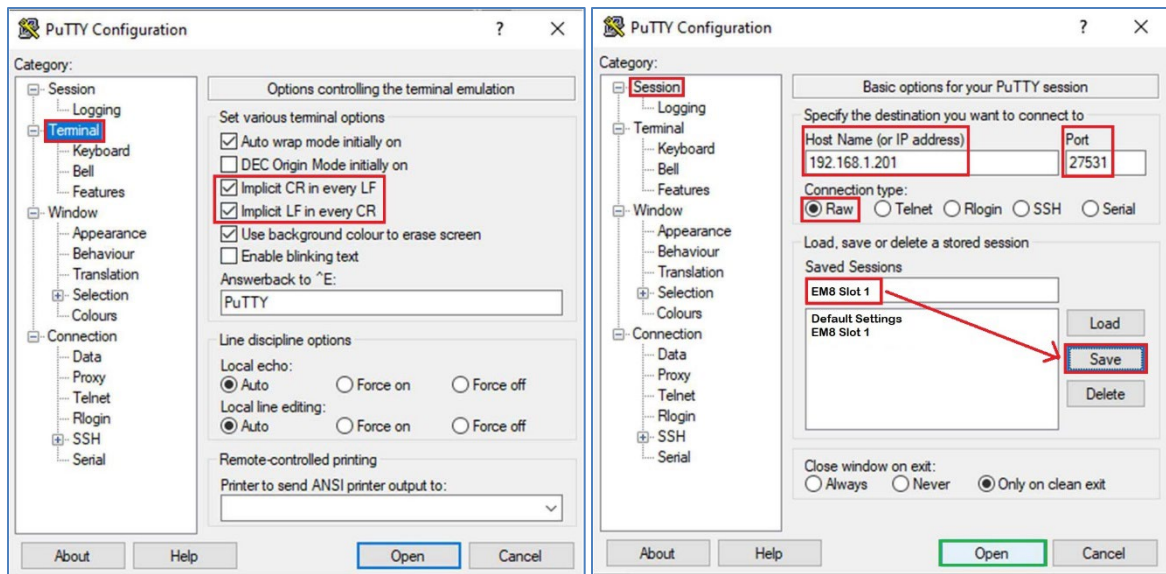 PuTTY Configuration
?
Category:
Session
Logging
Terminal
Keyboard
Bell
Features
Window
Appearance
Behaviour
Translation
Selection
Colours
Connection
Data
Proxy
Telnet
Rlogin
SSH
Serial
Options controlling the terminal emulation
Set various terminal options
Auto wrap mode initially on
DEC Origin Mode initially on
Implicit CR in every LF
Implicit LF in every CR
Use background colour to erase screen
Enable blinking text
Answerback to ^E:
PuTTY
Line discipline options
Local echo:
Auto Force on Force off
Local line editing:
Auto Force on Force off
Remote-controlled printing
Printer to send ANSI printer output to:
About Help Open Cancel
PuTTY Configuration
?
Category:
Session
Logging
Terminal
Keyboard
Bell
Features
Window
Appearance
Behaviour
Translation
Selection
Colours
Connection
Data
Proxy
Telnet
Rlogin
SSH
Serial
Basic options for your PuTTY session
Specify the destination you want to connect to
Host Name (or IP address) Port
192.168.1.201 27531
Connection type:
Raw Telnet Rlogin SSH Serial
Load, save or delete a stored session
Saved Sessions
EM8 Slot 1
Default Settings
EM8 Slot 1
Load
Save
Delete
Close window on exit:
Always Never Only on clean exit
About Help Open Cancel